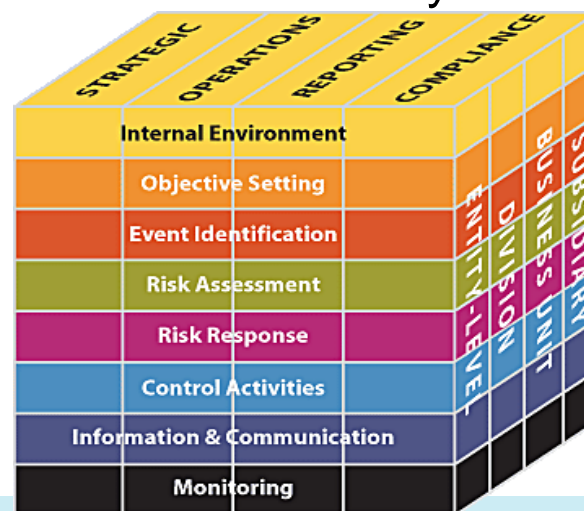 STRATEGIC
OPERATIONS
REPORTING
COMPLIANCE
Internal Environment
Objective Setting
Event Identification
Risk Assessment
Risk Response
Control Activities
Information & Communication
Monitoring
ENTITY-LEVEL
DIVISION
BUSINESS UNIT
SUBSIDIARY